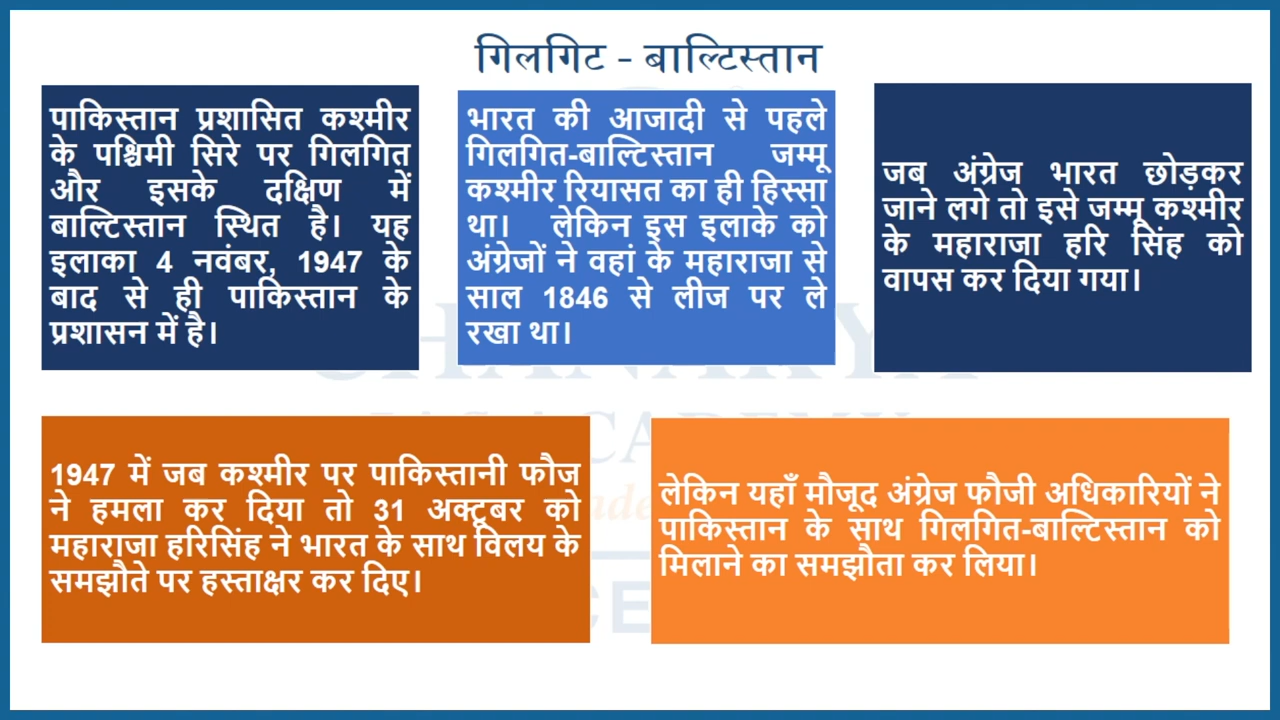 गिलगिट - बाल्टिस्तान
पाकिस्तान प्रशासित कश्मीर
के पश्चिमी सिरे पर गिलगित
और इसके दक्षिण में
बाल्टिस्तान स्थित है। यह
इलाका 4 नवंबर, 1947 के
बाद से ही पाकिस्तान के
प्रशासन में है।
भारत की आजादी से पहले
गिलगित-बाल्टिस्तान जम्मू
कश्मीर रियासत का ही हिस्सा
था। लेकिन इस इलाके को
अंग्रेजों ने वहां के महाराजा से
साल 1846 से लीज पर ले
रखा था।
जब अंग्रेज भारत छोड़कर
जाने लगे तो इसे जम्मू कश्मीर
के महाराजा हरि सिंह को
वापस कर दिया गया।
1947 में जब कश्मीर पर पाकिस्तानी फौज
ने हमला कर दिया तो 31 अक्टूबर को
महाराजा हरिसिंह ने भारत के साथ विलय के
समझौते पर हस्ताक्षर कर दिए।
लेकिन यहाँ मौजूद अंग्रेज फौजी अधिकारियों ने
पाकिस्तान के साथ गिलगित-बाल्टिस्तान को
मिलाने का समझौता कर लिया।